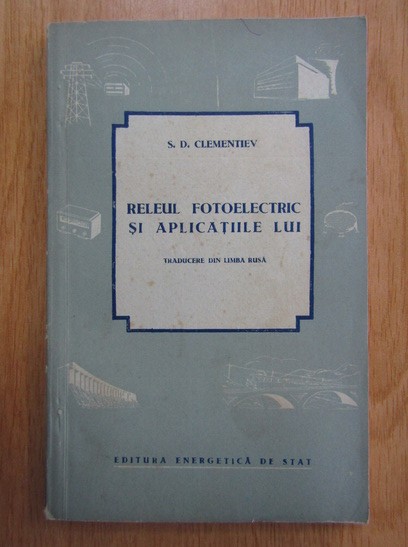 S. D. CLEMENTIEV
RELEUL FOTOELECTRIC
ȘI APLICAȚIILE LUI
TRADUCERE DIN LIMBA RUSĂ
EDITURA ENERGETICĂ DE STAT